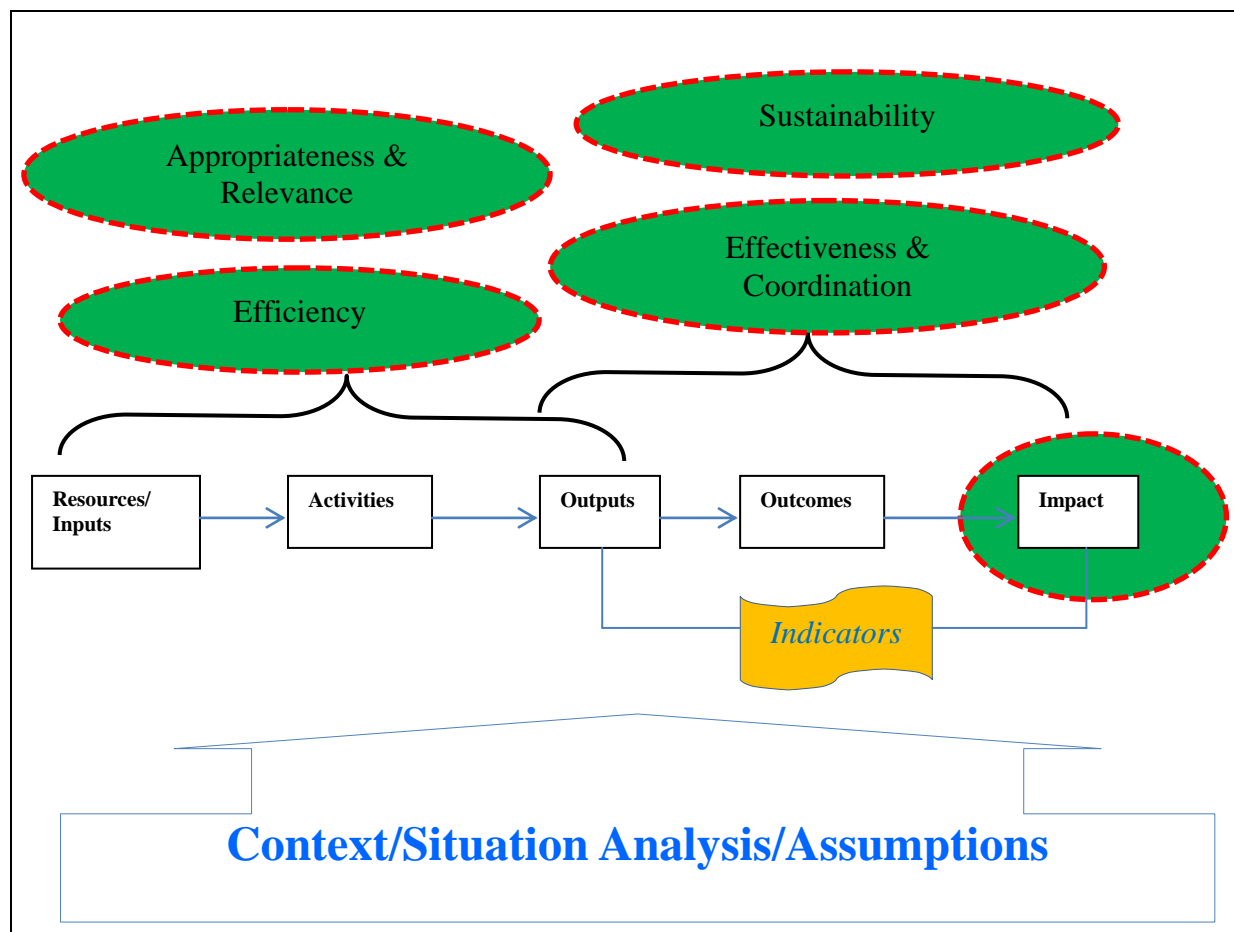 Sustainability
Appropriateness &
Relevance
Effectiveness &
Coordination
Efficiency
Resources/
Inputs
Activities
Outputs
Outcomes
Impact
Indicators
Context/Situation Analysis/Assumptions